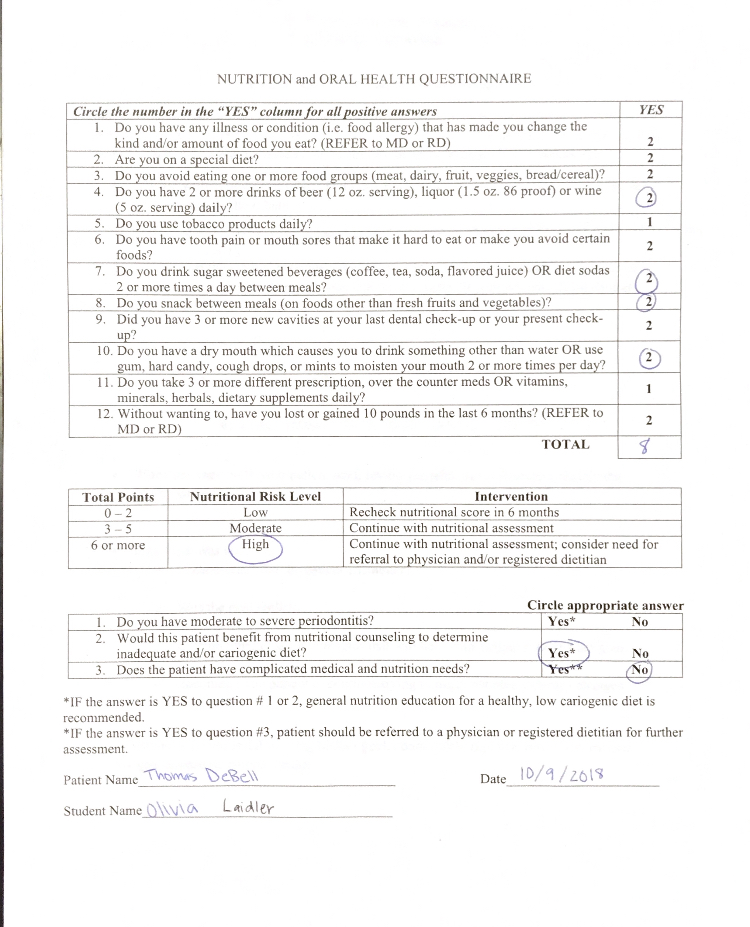 NUTRITION and ORAL HEALTH QUESTIONNAIRE
Circle the number in the “YES” column for all positive answers YES
1. Do you have any illness or condition (i.e. food allergy) that has made you change the
kind and/or amount of food you eat? (REFER to MD or RD) 2
2. Are you on a special diet? 2
3. Do you avoid eating one or more food groups (meat, dairy, fruit, veggies, bread/cereal)? 2
4. Do you have 2 or more drinks of beer (12 oz. serving), liquor (1.5 oz. 86 proof) or wine
(5 oz. serving) daily? 2
5. Do you use tobacco products daily? 1
6. Do you have tooth pain or mouth sores that make it hard to eat or make you avoid certain
foods? 2
7. Do you drink sugar sweetened beverages (coffee, tea, soda, flavored juice) OR diet sodas
2 or more times a day between meals? 2
8. Do you snack between meals (on foods other than fresh fruits and vegetables)? 2
9. Did you have 3 or more new cavities at your last dental check-up or your present check-
up? 2
10. Do you have a dry mouth which causes you to drink something other than water OR use
gum, hard candy, cough drops, or mints to moisten your mouth 2 or more times per day? 2
11. Do you take 3 or more different prescription, over the counter meds OR vitamins,
minerals, herbals, dietary supplements daily? 1
12. Without wanting to, have you lost or gained 10 pounds in the last 6 months? (REFER to
MD or RD) 2
TOTAL 8
Total Points Nutritional Risk Level Intervention
0 – 2 Low Recheck nutritional score in 6 months
3 – 5 Moderate Continue with nutritional assessment
6 or more High Continue with nutritional assessment; consider need for
referral to physician and/or registered dietitian
Circle appropriate answer
1. Do you have moderate to severe periodontitis? Yes* No
2. Would this patient benefit from nutritional counseling to determine
inadequate and/or cariogenic diet? Yes* No
3. Does the patient have complicated medical and nutrition needs? Yes** No
*IF the answer is YES to question # 1 or 2, general nutrition education for a healthy, low cariogenic diet is
recommended.
*IF the answer is YES to question #3, patient should be referred to a physician or registered dietitian for further
assessment.
Patient Name Thomas DeBell Date 10/9/2018
Student Name Olivia Laidler